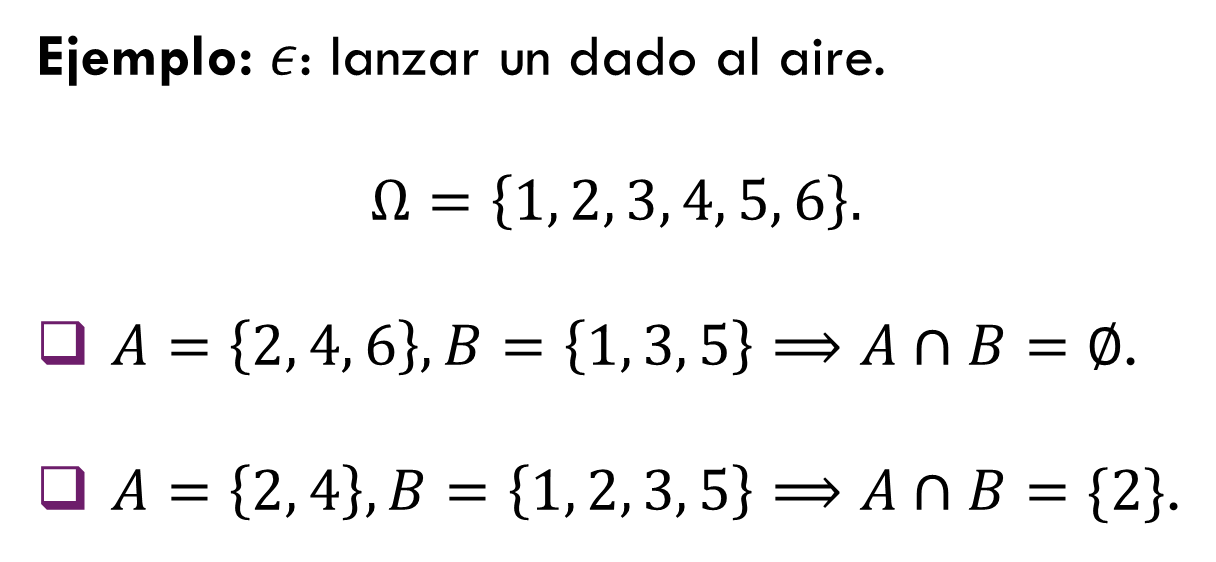 Ejemplo: ϵ: lanzar un dado al aire.
Ω = {1, 2, 3, 4, 5, 6}.
❑ A = {2, 4, 6}, B = {1, 3, 5} ⟹ A ∩ B = ∅.
❑ A = {2, 4}, B = {1, 2, 3, 5} ⟹ A ∩ B = {2}.